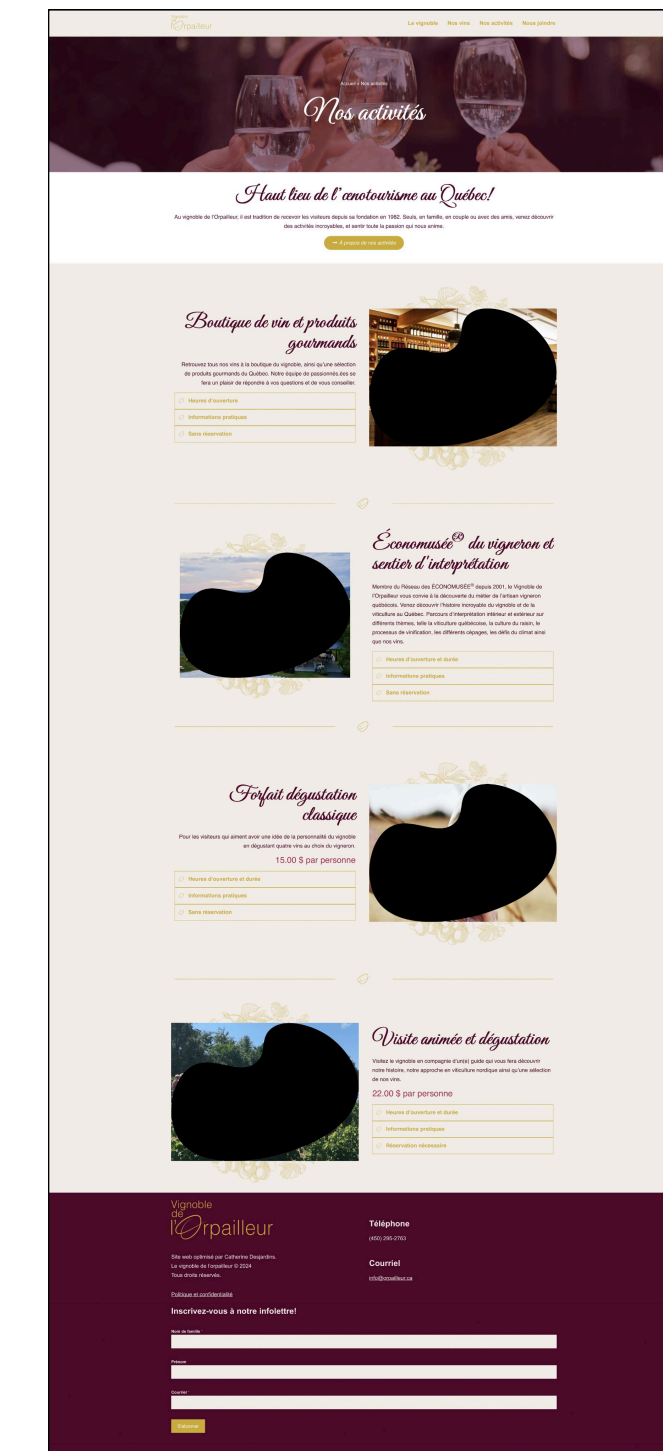 Vignoble
l'Orpailleur
Le vignoble Nos vins Nos activités Nous joindre
Accueil » Nos activités
Nos activités
Haut lieu de l'œnotourisme au Québec!
Au vignoble de l'Orpailleur, il est tradition de recevoir les visiteurs depuis sa fondation en 1982. Seuls, en famille, en couple ou avec des amis, venez découvrir
des activités incroyables, et sentir toute la passion qui nous anime.
→ À propos de nos activités
Boutique de vin et produits
gourmands
Retrouvez tous nos vins à la boutique du vignoble, ainsi qu'une sélection
de produits gourmands du Québec. Notre équipe de passionnés.ées se
fera un plaisir de répondre à vos questions et de vous conseiller.
Heures d'ouverture
Informations pratiques
Sans réservation
Économusée® du vigneron et
sentier d'interprétation
Membre du Réseau des ÉCONOMUSÉE® depuis 2001, le Vignoble de
l'Orpailleur vous convie à la découverte du métier de l'artisan vigneron
québécois. Venez découvrir l'histoire incroyable du vignoble et de la
viticulture au Québec. Parcours d'interprétation intérieur et extérieur sur
différents thèmes, telle la viticulture québécoise, la culture du raisin, le
processus de vinification, les différents cépages, les défis du climat ainsi
que nos vins.
Heures d'ouverture et durée
Informations pratiques
Sans réservation
Forfait dégustation
classique
Pour les visiteurs qui aiment avoir une idée de la personnalité du vignoble
en dégustant quatre vins au choix du vigneron.
15.00 $ par personne
Heures d'ouverture et durée
Informations pratiques
Sans réservation
Visite animée et dégustation
Visitez le vignoble en compagnie d'un(e) guide qui vous fera découvrir
notre histoire, notre approche en viticulture nordique ainsi qu'une sélection
de nos vins.
22.00 $ par personne
Heures d'ouverture et durée
Informations pratiques
Réservation nécessaire
Vignoble
de
l'Orpailleur
Site web optimisé par Catherine Desjardins.
Le vignoble de l'orpailleur © 2024
Tous droits réservés.
Politique et confidentialité
Téléphone
(450) 295-2763
Courriel
info@orpailleur.ca
Inscrivez-vous à notre infolettre!
Nom de famille *
Prénom
Courriel *
S'abonner